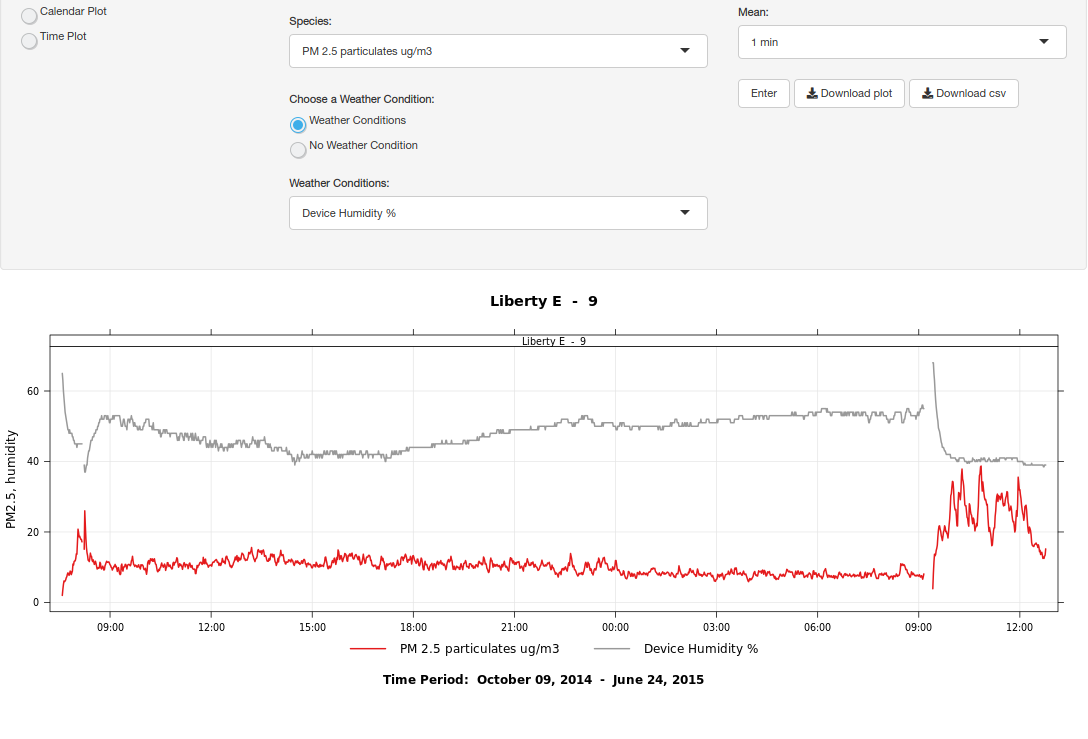 Calendar Plot
Time Plot
Species:
PM 2.5 particulates ug/m3
Choose a Weather Condition:
Weather Conditions
No Weather Condition
Weather Conditions:
Device Humidity %
Mean:
1 min
Enter Download plot Download csv
Liberty E - 9
Liberty E - 9
PM2.5, humidity
60
40
20
0
09:00 12:00 15:00 18:00 21:00 00:00 03:00 06:00 09:00 12:00
PM 2.5 particulates ug/m3 Device Humidity %
Time Period: October 09, 2014 - June 24, 2015